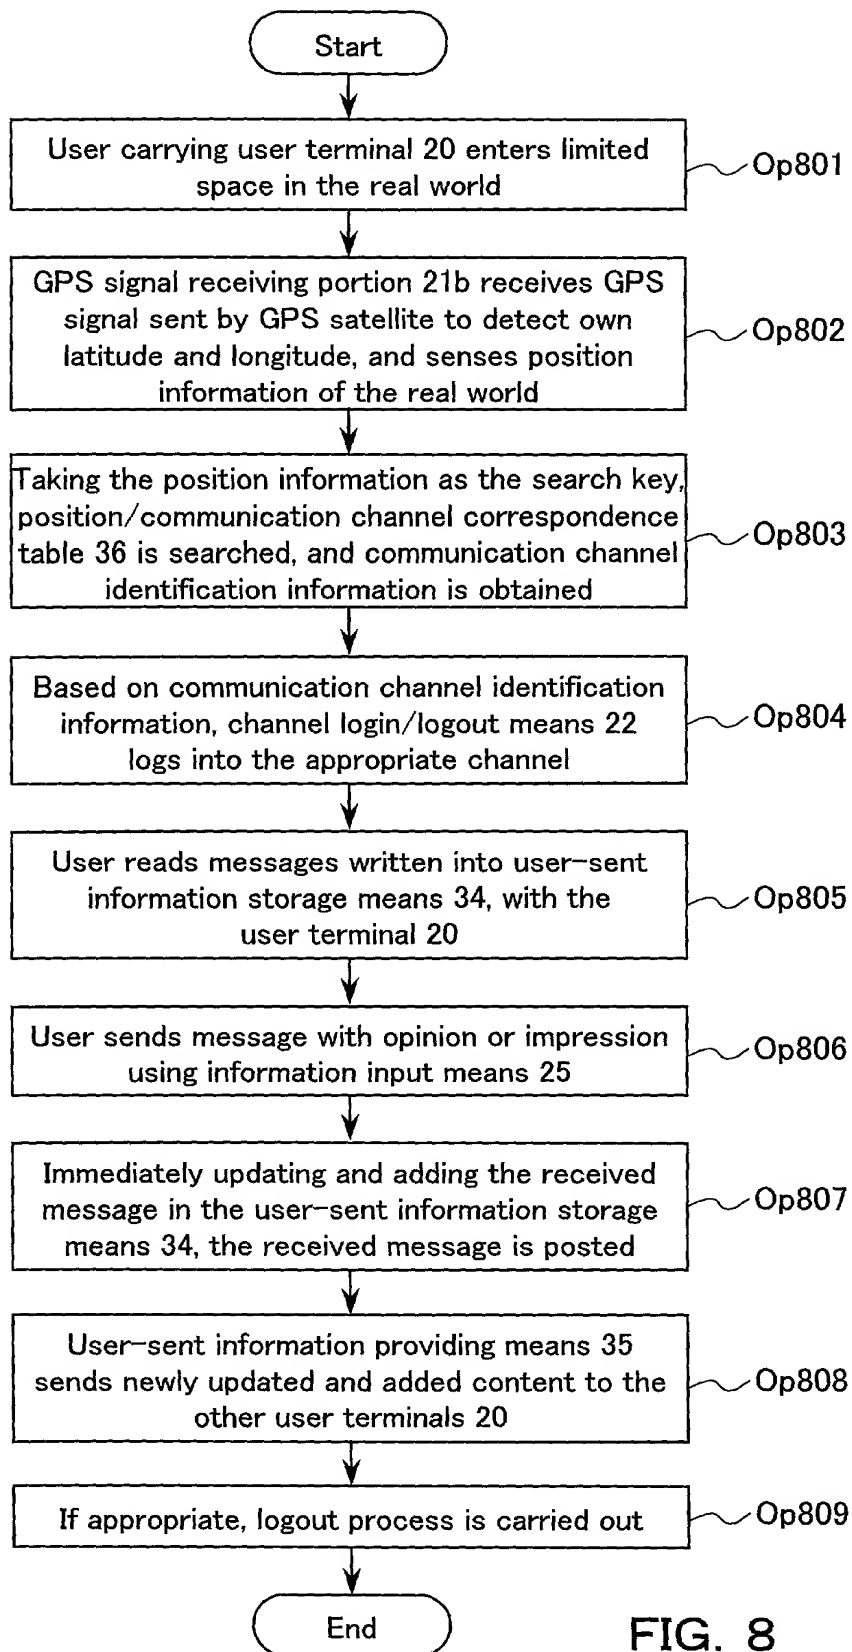 Start
User carrying user terminal 20 enters limited
space in the real world
Op801
GPS signal receiving portion 21b receives GPS
signal sent by GPS satellite to detect own
latitude and longitude, and senses position
information of the real world
Op802
Taking the position information as the search key,
position/communication channel correspondence
table 36 is searched, and communication channel
identification information is obtained
Op803
Based on communication channel identification
information, channel login/logout means 22
logs into the appropriate channel
Op804
User reads messages written into user-sent
information storage means 34, with the
user terminal 20
Op805
User sends message with opinion or impression
using information input means 25
Op806
Immediately updating and adding the received
message in the user-sent information storage
means 34, the received message is posted
Op807
User-sent information providing means 35
sends newly updated and added content to the
other user terminals 20
Op808
If appropriate, logout process is carried out
Op809
End
FIG. 8